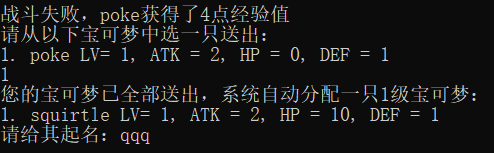 战斗失败，poke获得了4点经验值
请从以下宝可梦中选一只送出：
1. poke LV= 1, ATK = 2, HP = 0, DEF = 1
1
您的宝可梦已全部送出，系统自动分配一只1级宝可梦：
1. squirtle LV= 1, ATK = 2, HP = 10, DEF = 1
请给其起名：qqq